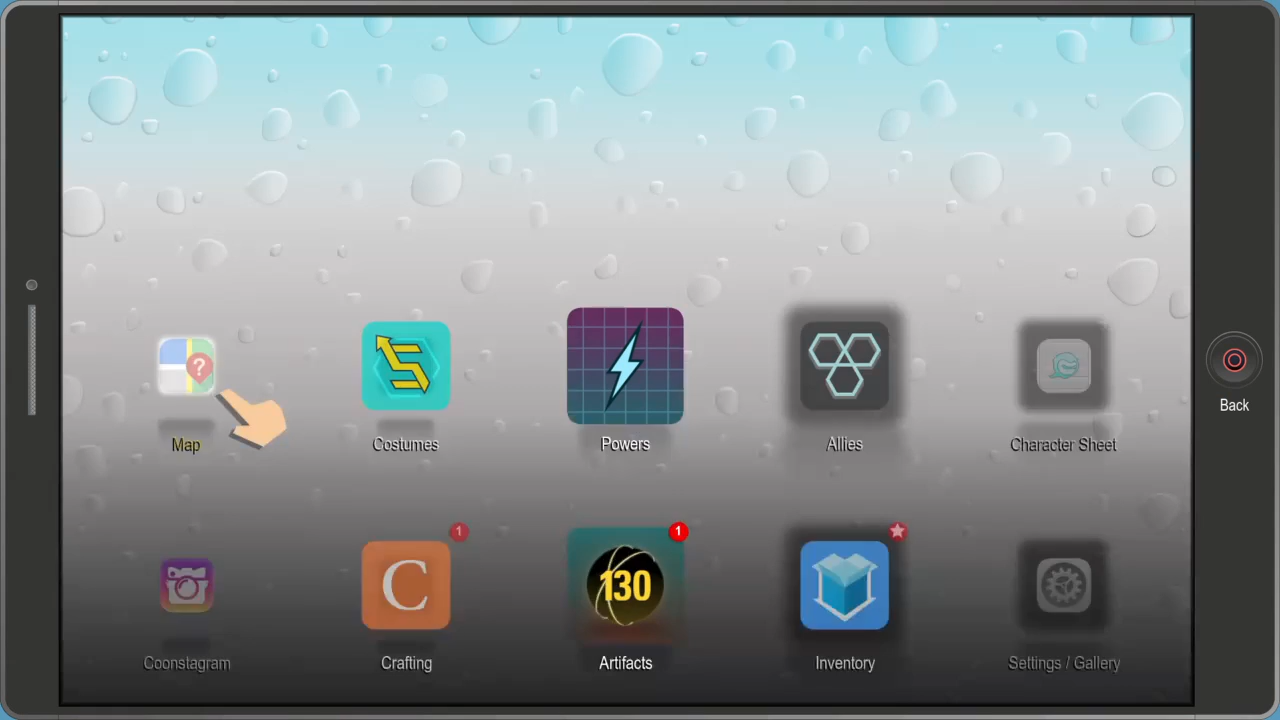 ?
Map
Costumes
Powers
Allies
Character Sheet
Back
1
1
C
130
Coonstagram
Crafting
Artifacts
Inventory
Settings / Gallery